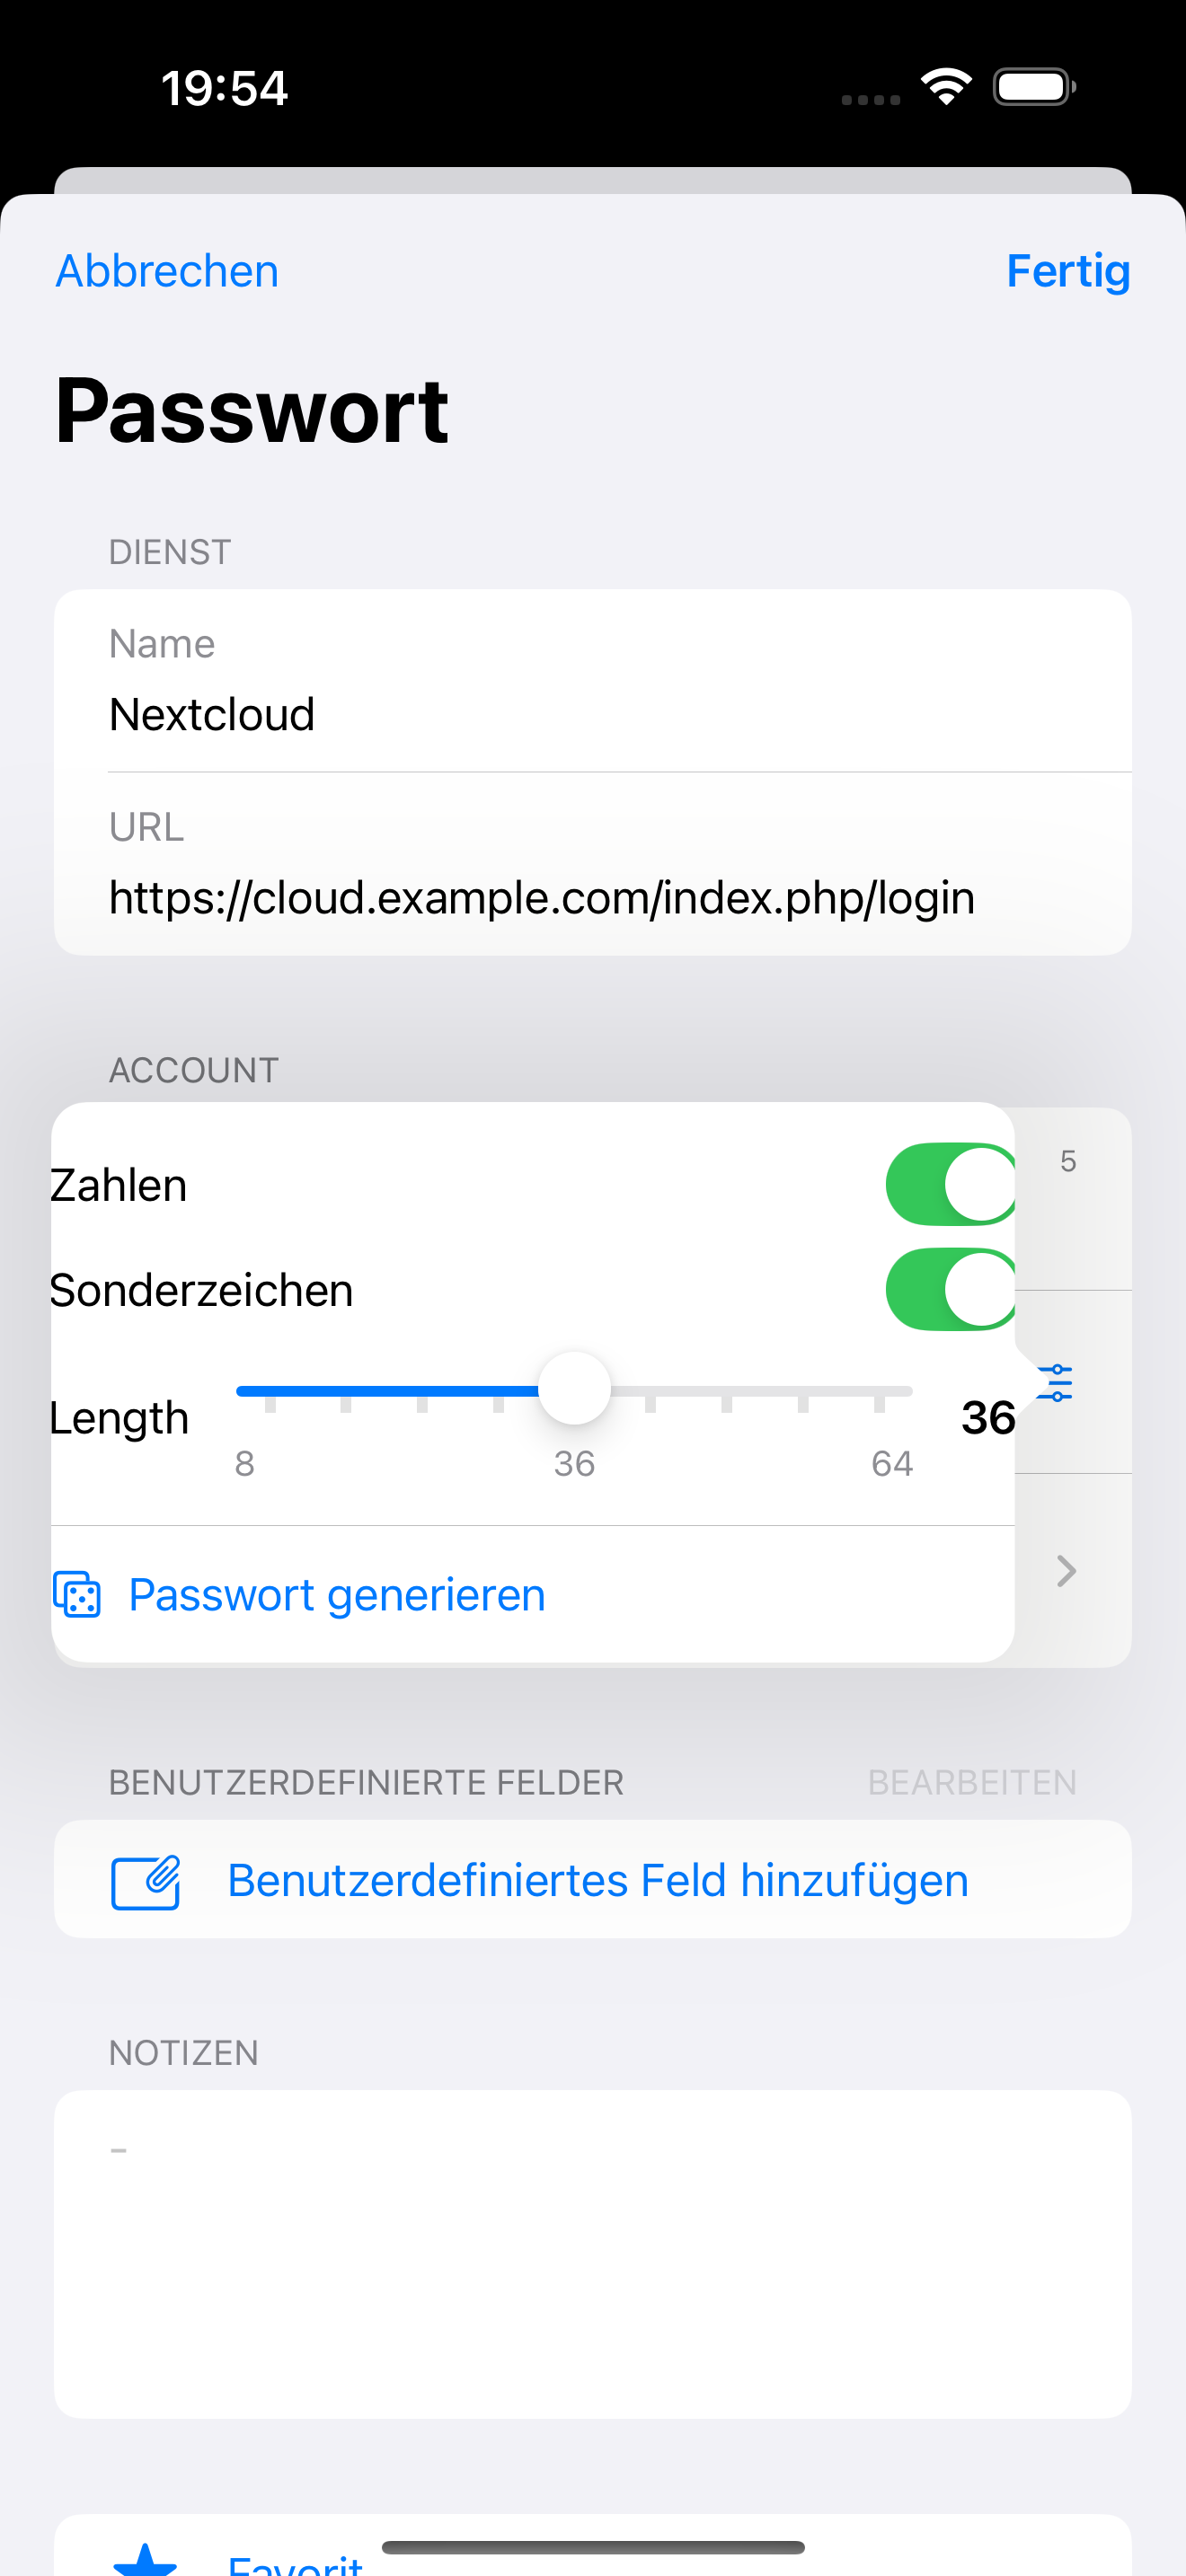 19:54
Abbrechen
Fertig
Passwort
DIENST
Name
Nextcloud
URL
https://cloud.example.com/index.php/login
ACCOUNT
Zahlen
5
Sonderzeichen
Length
36
8
36
64
Passwort generieren
BENUTZERDEFINIERTE FELDER
BEARBEITEN
Benutzerdefiniertes Feld hinzufügen
NOTIZEN
-
Favorit